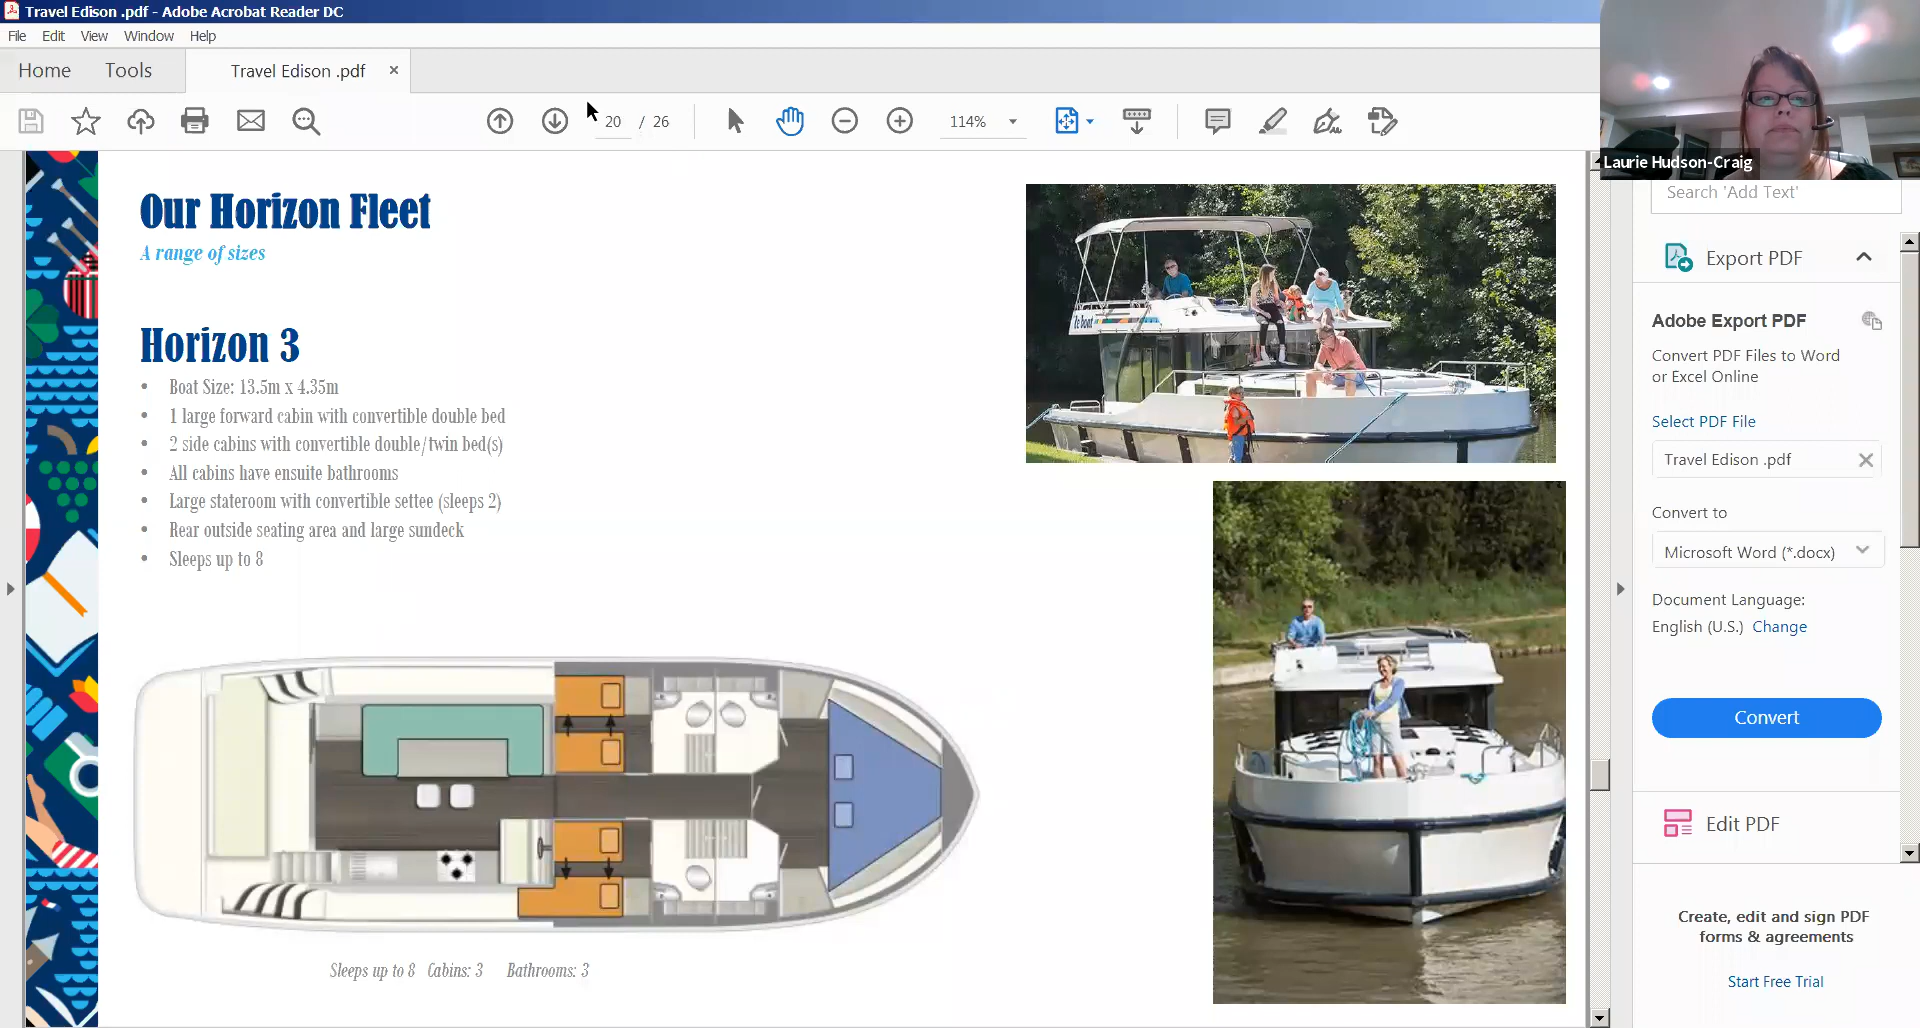 Travel Edison .pdf - Adobe Acrobat Reader DC
File Edit View Window Help
Home Tools Travel Edison .pdf ×
20 / 26 114%
Laurie Hudson-Craig
Our Horizon Fleet
A range of sizes
Horizon 3
• Boat Size: 13.5m x 4.35m
• 1 large forward cabin with convertible double bed
• 2 side cabins with convertible double/twin bed(s)
• All cabins have ensuite bathrooms
• Large stateroom with convertible settee (sleeps 2)
• Rear outside seating area and large sundeck
• Sleeps up to 8
le boat
Sleeps up to 8 Cabins: 3 Bathrooms: 3
Search 'Add Text'
Export PDF
Adobe Export PDF
Convert PDF Files to Word
or Excel Online
Select PDF File
Travel Edison .pdf
Convert to
Microsoft Word (*.docx)
Document Language:
English (U.S.) Change
Convert
Edit PDF
Create, edit and sign PDF
forms & agreements
Start Free Trial